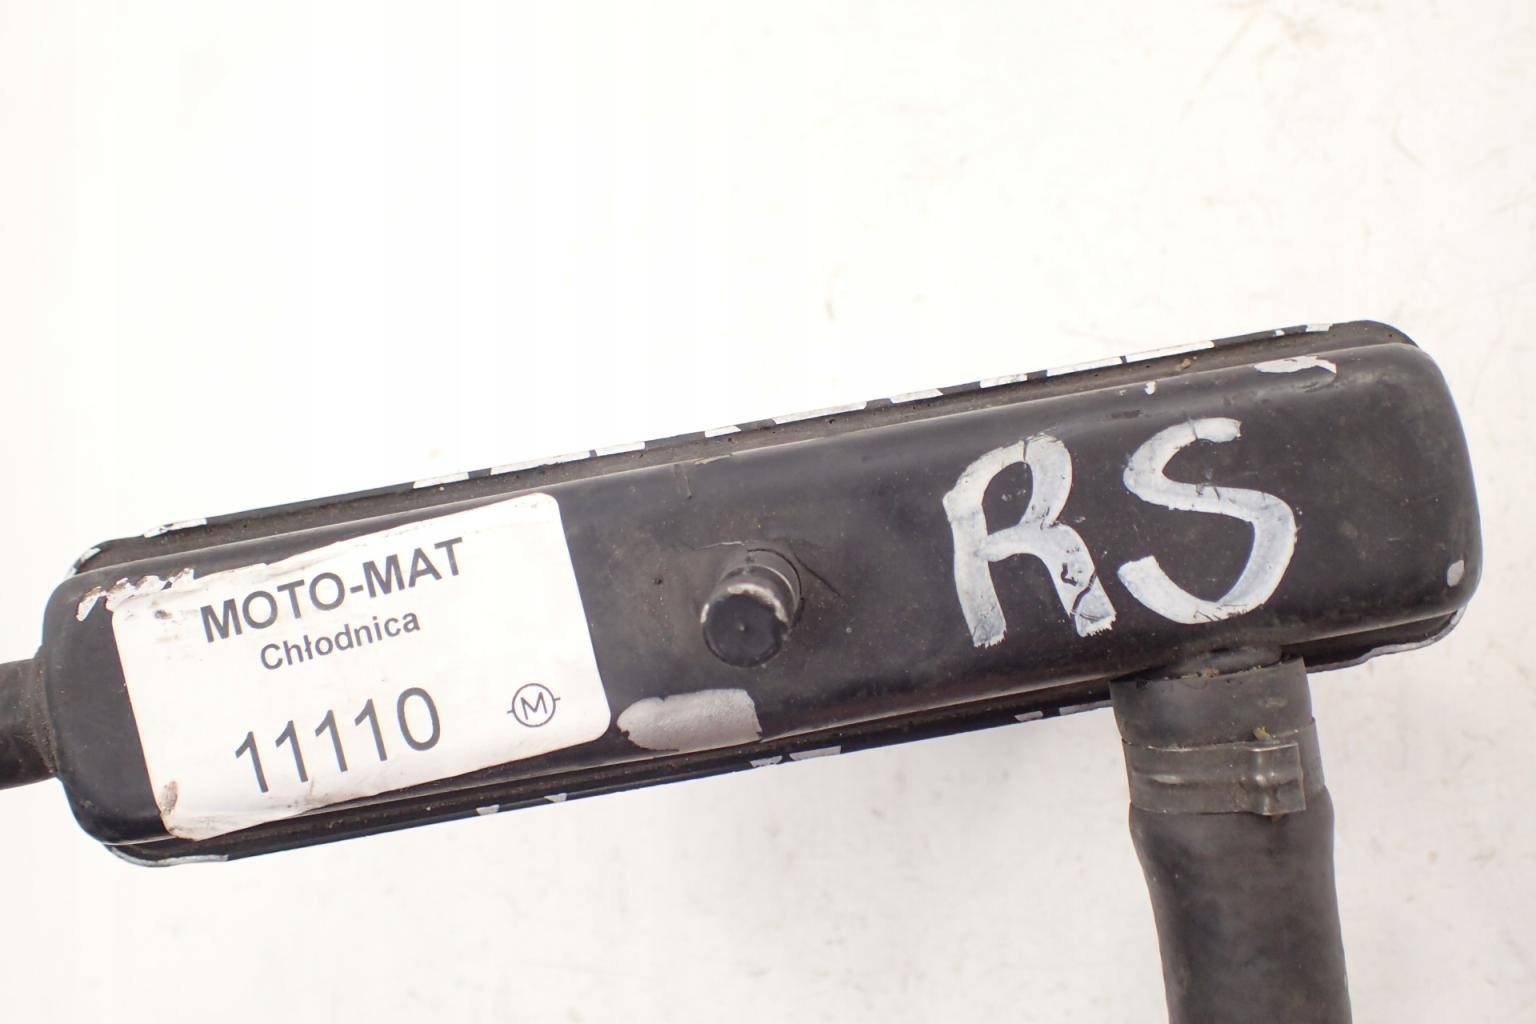 MOTO-MAT
Chłodnica
11110
M
RS